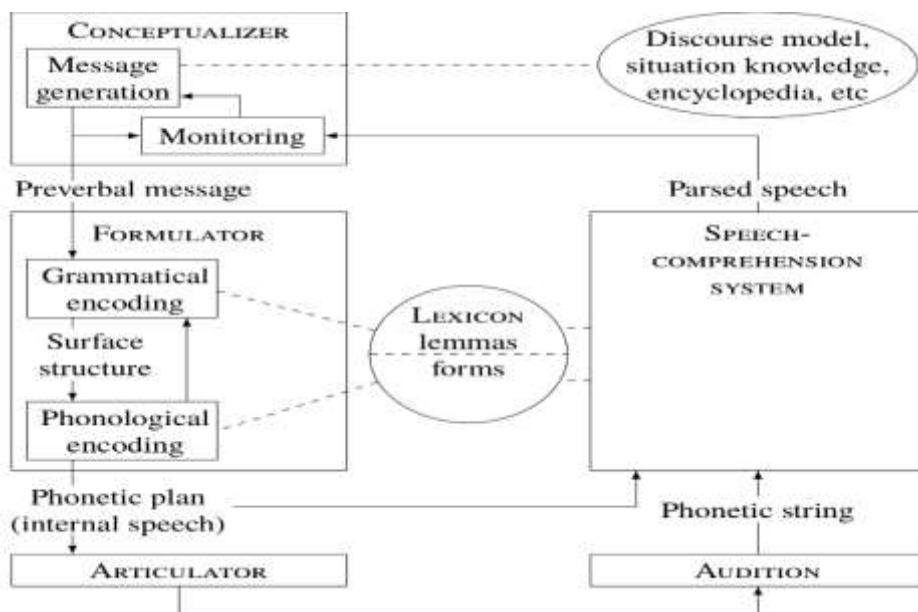 CONCEPTUALIZER
Message
generation
Monitoring
Discourse model,
situation knowledge,
encyclopedia, etc
Preverbal message
Parsed speech
FORMULATOR
Grammatical
encoding
Surface
structure
Phonological
encoding
LEXICON
lemmas
forms
SPEECH-
COMPREHENSION
SYSTEM
Phonetic plan
(internal speech)
Phonetic string
ARTICULATOR
AUDITION